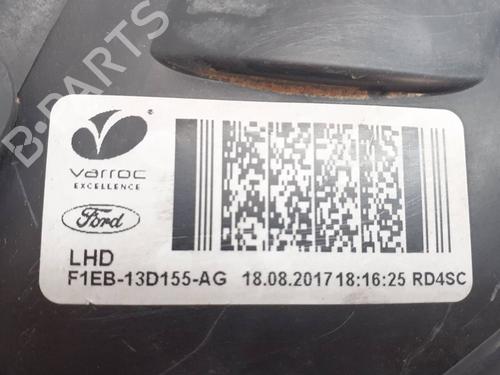 B-PARTS
varroc
EXCELLENCE
Ford
LHD
F1EB-13D155-AG 18.08.2017 18:16:25 RD4SC